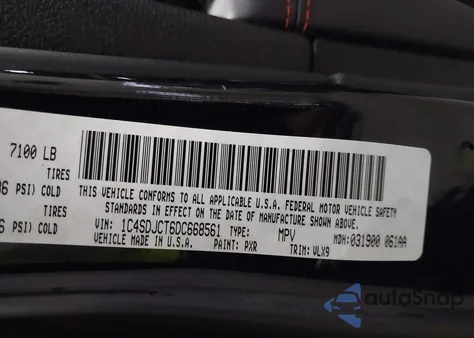 7100 LB
TIRES
36 PSI) COLD
TIRES
6 PSI) COLD
THIS VEHICLE CONFORMS TO ALL APPLICABLE U.S.A. FEDERAL MOTOR VEHICLE SAFETY
STANDARDS IN EFFECT ON THE DATE OF MANUFACTURE SHOWN ABOVE.
VIN: 1C4SDJCT6DC668561 TYPE: MPV MDH: 031900 061AA
VEHICLE MADE IN U.S.A. PAINT: PXR TRIM: VLX9
autoSnap